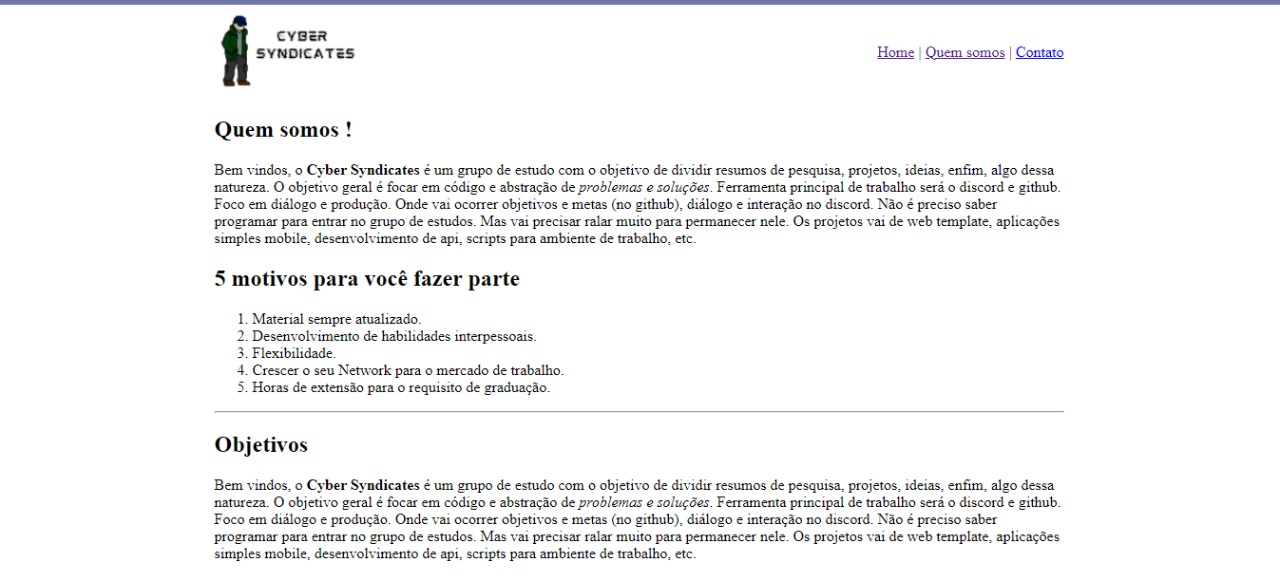 CYBER
SYNDICATES
Home | Quem somos | Contato
Quem somos !
Bem vindos, o Cyber Syndicates é um grupo de estudo com o objetivo de dividir resumos de pesquisa, projetos, ideias, enfim, algo dessa
natureza. O objetivo geral é focar em código e abstração de problemas e soluções. Ferramenta principal de trabalho será o discord e github.
Foco em diálogo e produção. Onde vai ocorrer objetivos e metas (no github), diálogo e interação no discord. Não é preciso saber
programar para entrar no grupo de estudos. Mas vai precisar ralar muito para permanecer nele. Os projetos vai de web template, aplicações
simples mobile, desenvolvimento de api, scripts para ambiente de trabalho, etc.
5 motivos para você fazer parte
1. Material sempre atualizado.
2. Desenvolvimento de habilidades interpessoais.
3. Flexibilidade.
4. Crescer o seu Network para o mercado de trabalho.
5. Horas de extensão para o requisito de graduação.
Objetivos
Bem vindos, o Cyber Syndicates é um grupo de estudo com o objetivo de dividir resumos de pesquisa, projetos, ideias, enfim, algo dessa
natureza. O objetivo geral é focar em código e abstração de problemas e soluções. Ferramenta principal de trabalho será o discord e github.
Foco em diálogo e produção. Onde vai ocorrer objetivos e metas (no github), diálogo e interação no discord. Não é preciso saber
programar para entrar no grupo de estudos. Mas vai precisar ralar muito para permanecer nele. Os projetos vai de web template, aplicações
simples mobile, desenvolvimento de api, scripts para ambiente de trabalho, etc.